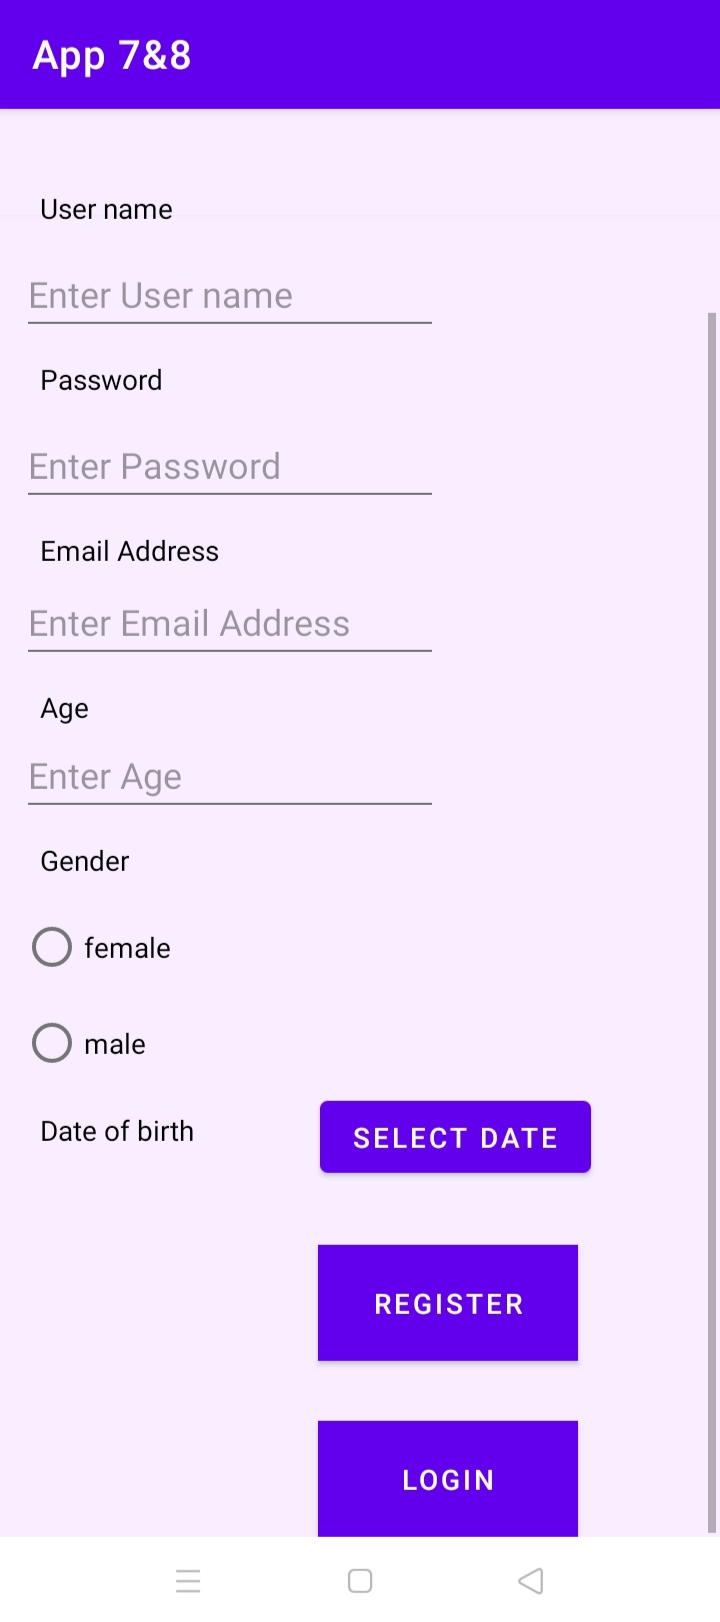 App 7&8
User name
Enter User name
Password
Enter Password
Email Address
Enter Email Address
Age
Enter Age
Gender
female
male
Date of birth SELECT DATE
REGISTER
LOGIN